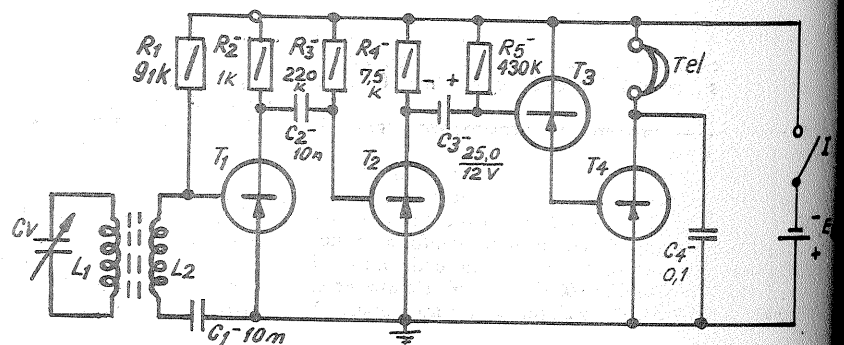 R1
91k
R2-
1K
R3-
220
K
R4-
7,5
K
- +
R5-
430K
T3
Tel
C2-
10n
C3-
25,0
12V
T1
T2
T4
I
CV
L1
L2
C4-
0,1
-
E
+
C1-10n